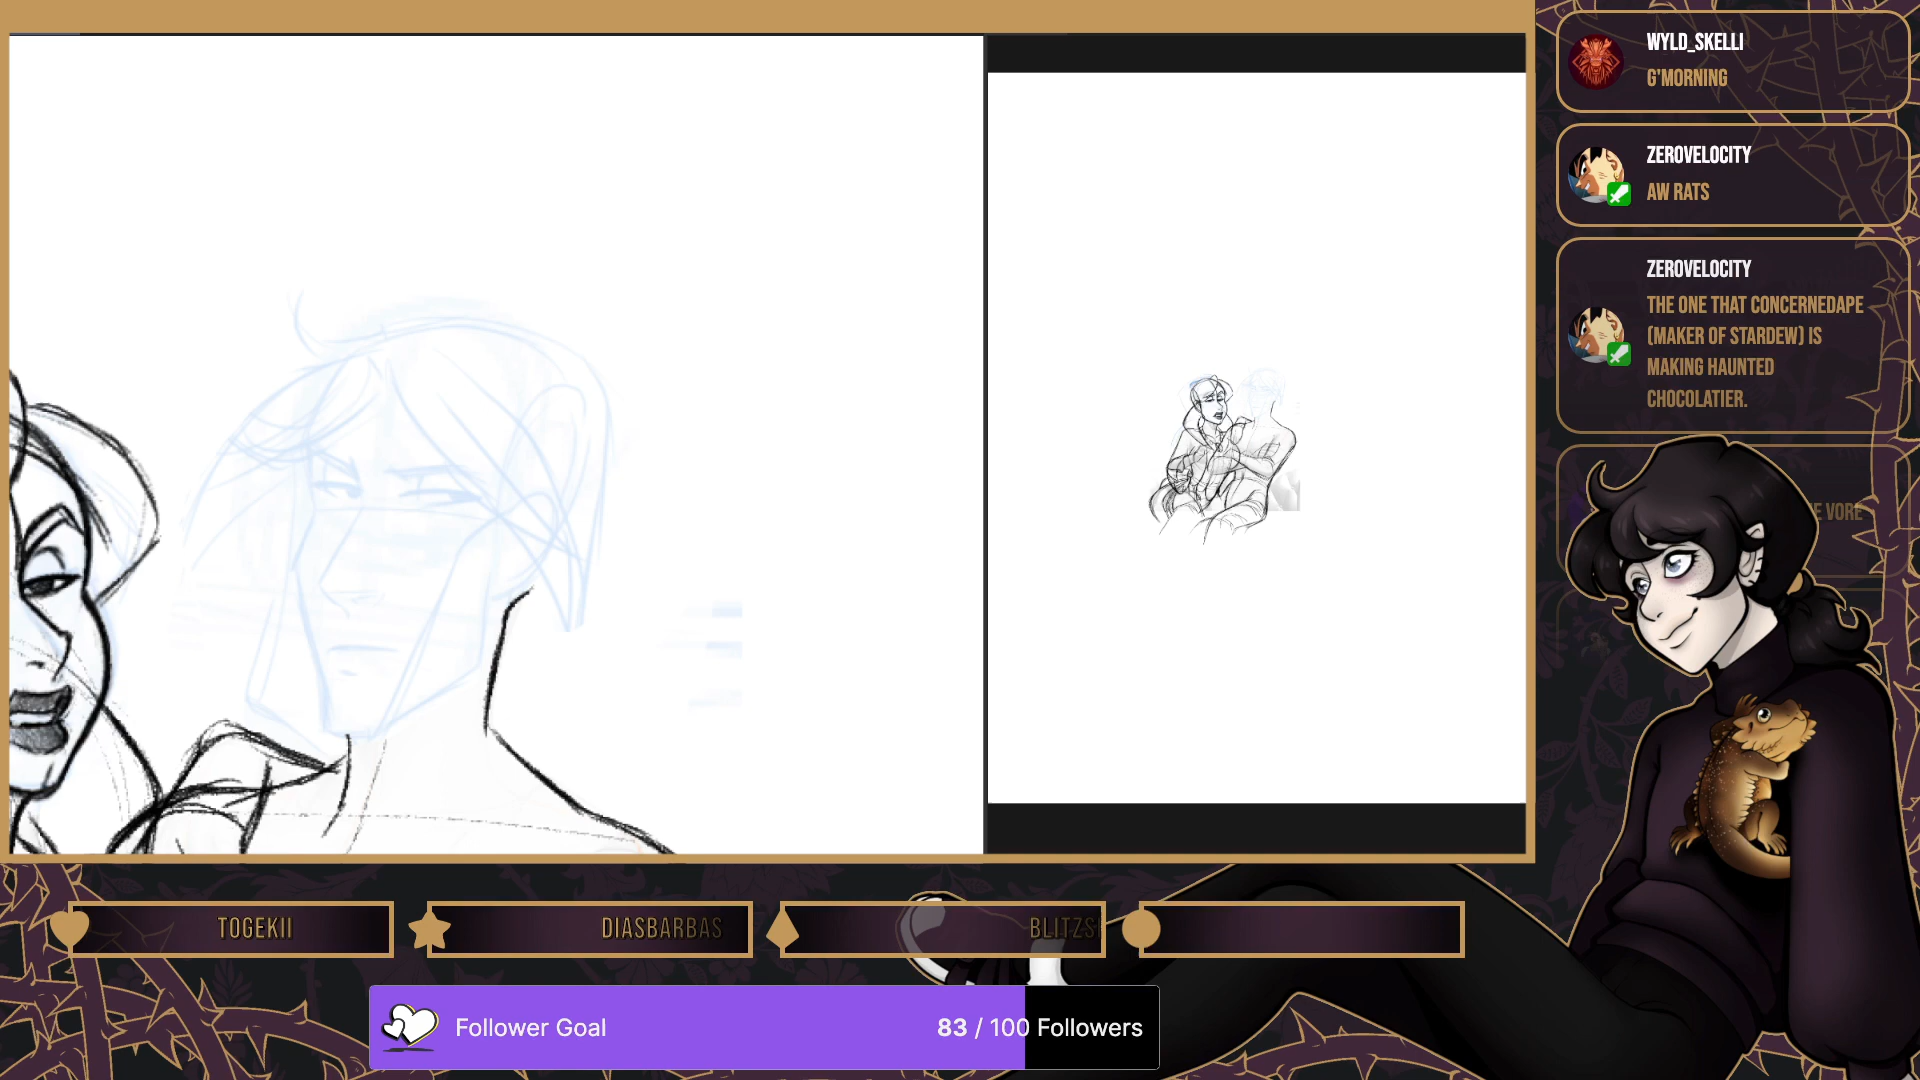 WYLD_SKELLI
G'MORNING
ZEROVELOCITY
AW RATS
ZEROVELOCITY
THE ONE THAT CONCERNEDAPE
(MAKER OF STARDEW) IS
MAKING HAUNTED
CHOCOLATIER.
VORE
TOGEKII
DIASBARBAS
Follower Goal
83 / 100 Followers